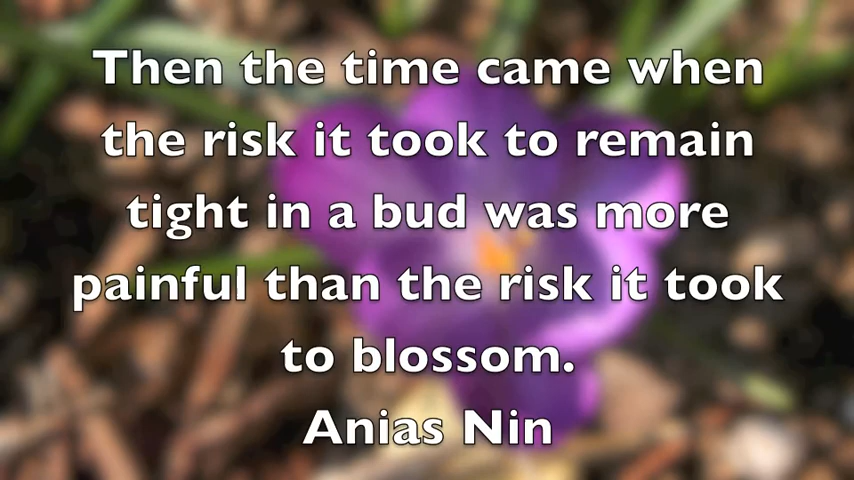 Then the time came when
the risk it took to remain
tight in a bud was more
painful than the risk it took
to blossom.
Anias Nin